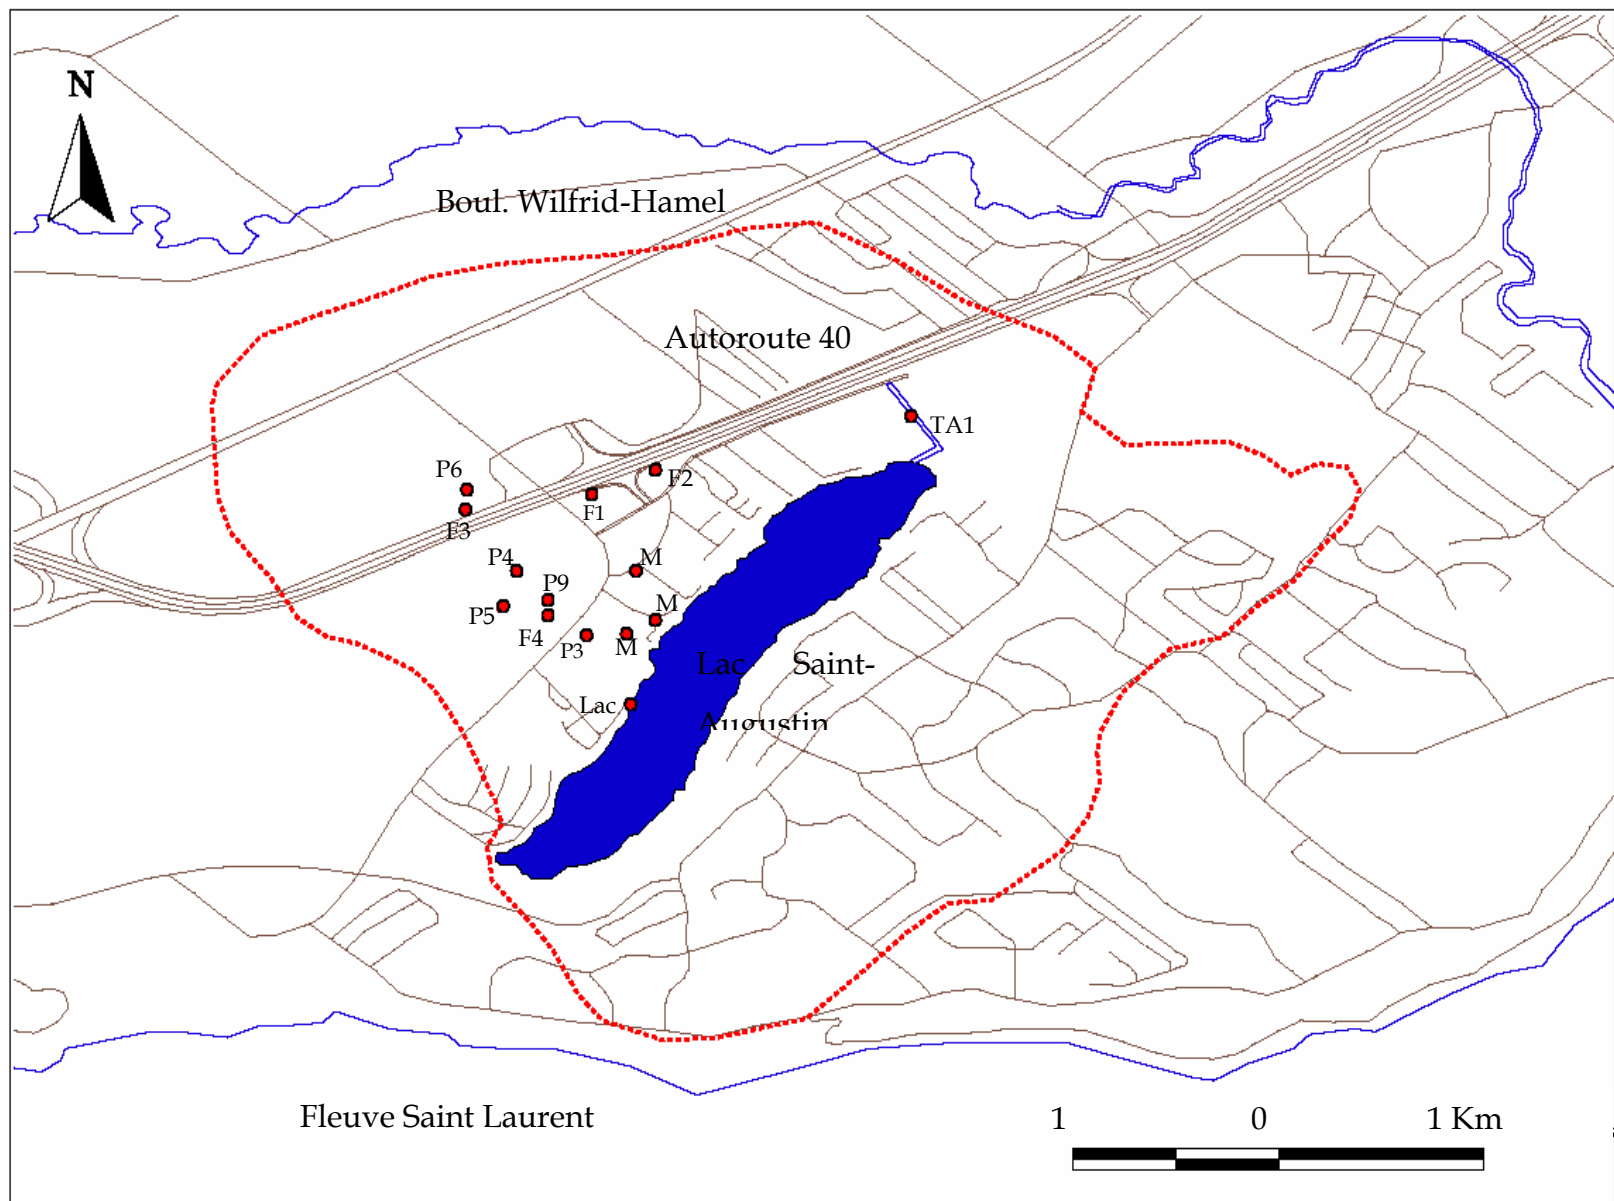 N
Boul. Wilfrid-Hamel
Autoroute 40
TA1
P6
F2
F1
F3
P4
M
P9
M
P5
F4
P3
M
Lac Saint-
Lac
Augustin
Fleuve Saint Laurent
1 0 1 Km